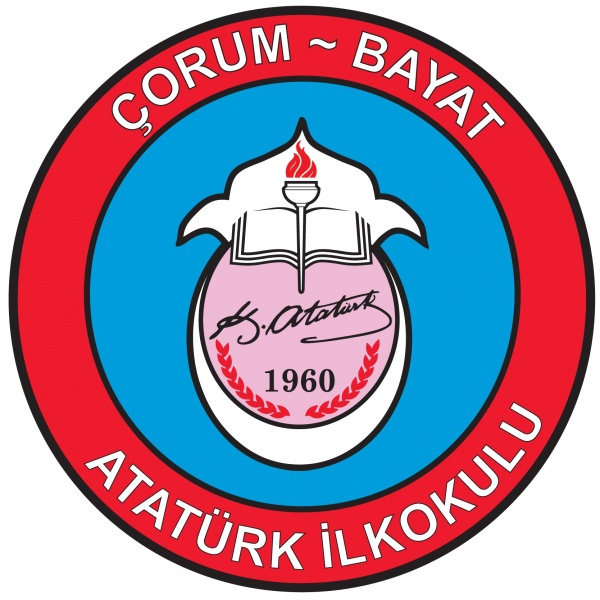 ÇORUM ~ BAYAT
K. Atatürk
1960
ATATÜRK İLKOKULU